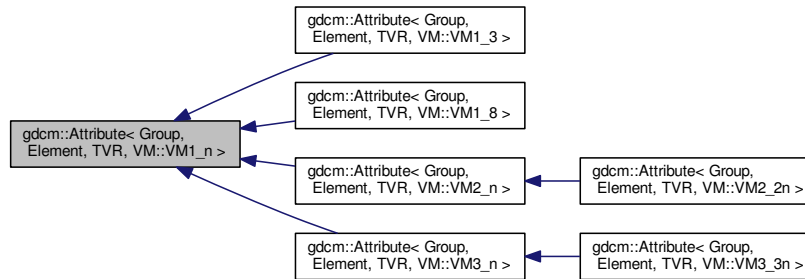 gdcm::Attribute< Group,
Element, TVR, VM::VM1_3 >
gdcm::Attribute< Group,
Element, TVR, VM::VM1_8 >
gdcm::Attribute< Group,
Element, TVR, VM::VM1_n >
gdcm::Attribute< Group,
Element, TVR, VM::VM2_n >
gdcm::Attribute< Group,
Element, TVR, VM::VM2_2n >
gdcm::Attribute< Group,
Element, TVR, VM::VM3_n >
gdcm::Attribute< Group,
Element, TVR, VM::VM3_3n >